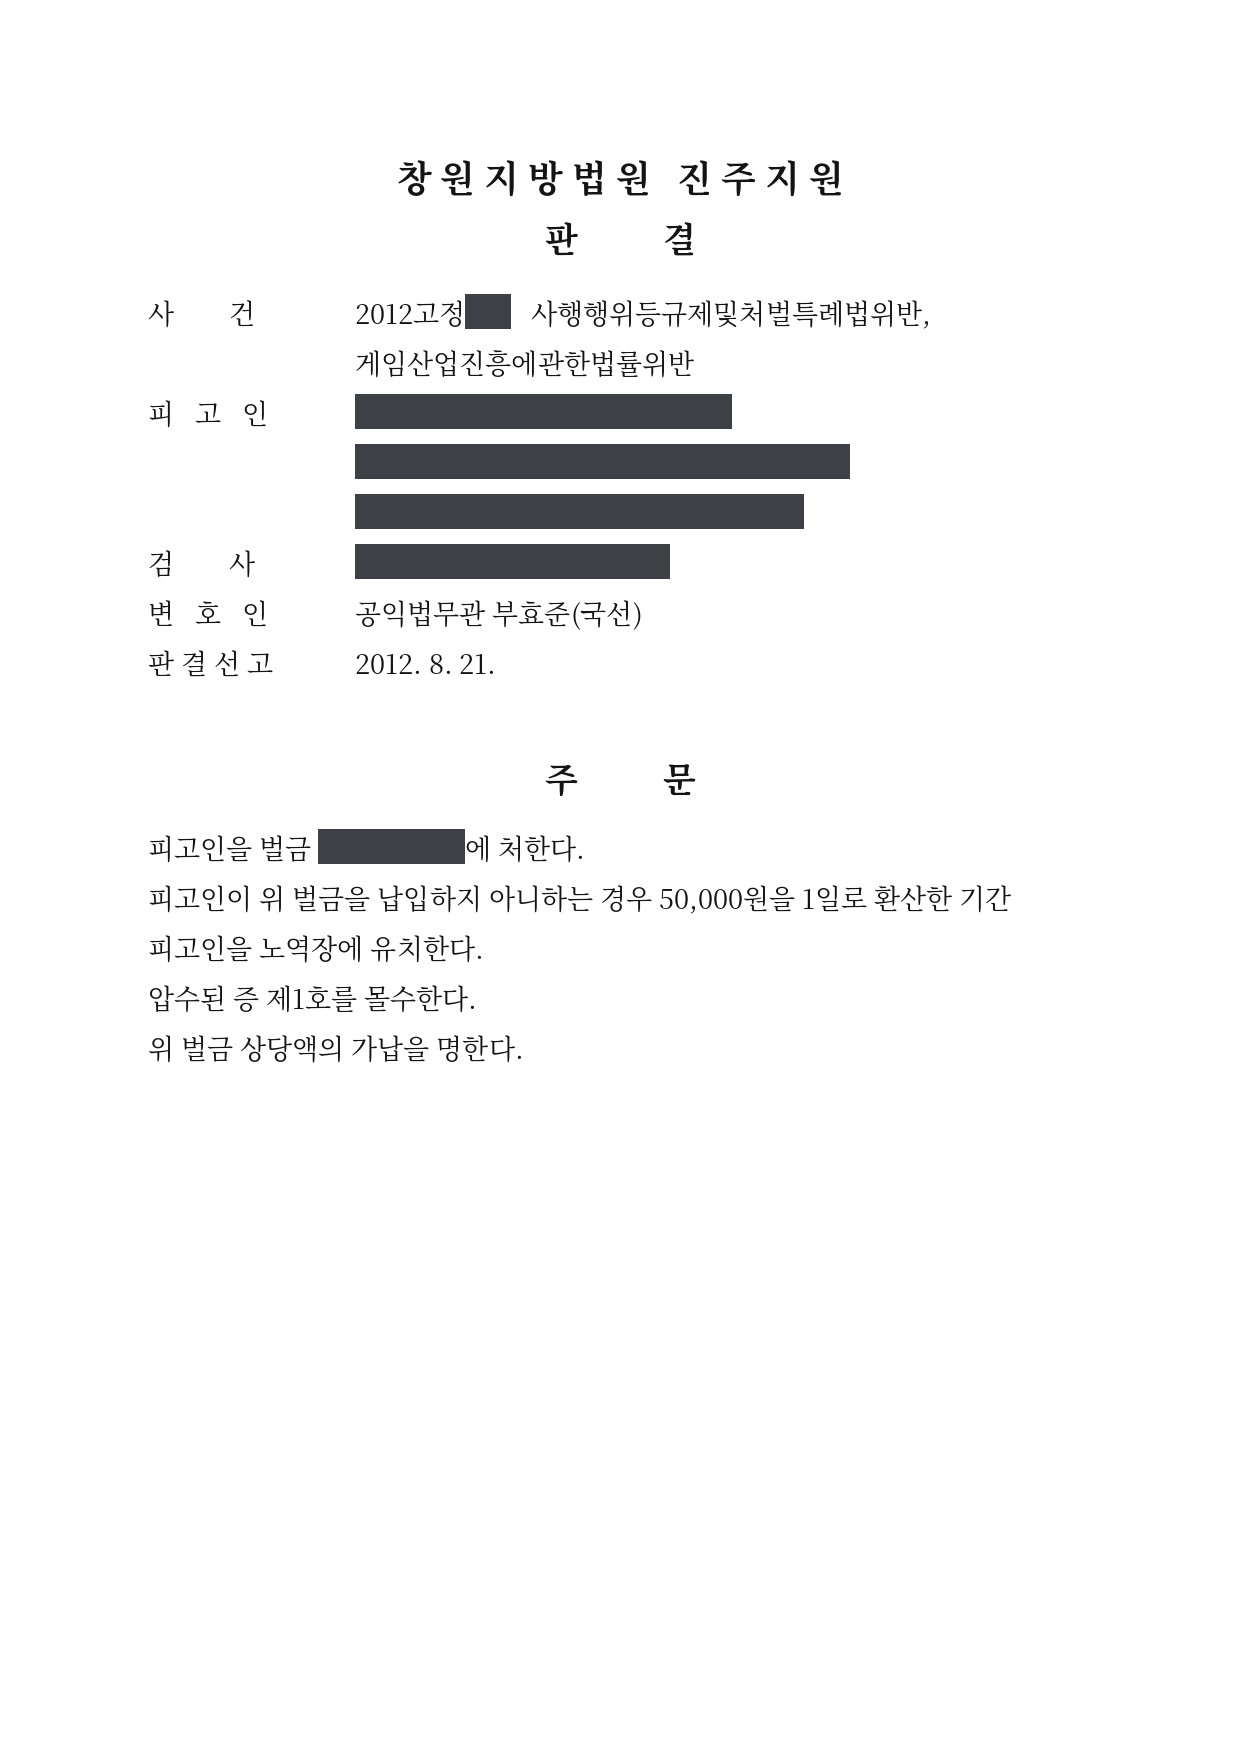 창원지방법원 진주지원
판 결
사 건 2012고정 사행행위등규제및처벌특례법위반,
게임산업진흥에관한법률위반
피 고 인
검 사
변 호 인 공익법무관 부효준(국선)
판결선고 2012. 8. 21.
주 문
피고인을 벌금 에 처한다.
피고인이 위 벌금을 납입하지 아니하는 경우 50,000원을 1일로 환산한 기간
피고인을 노역장에 유치한다.
압수된 증 제1호를 몰수한다.
위 벌금 상당액의 가납을 명한다.